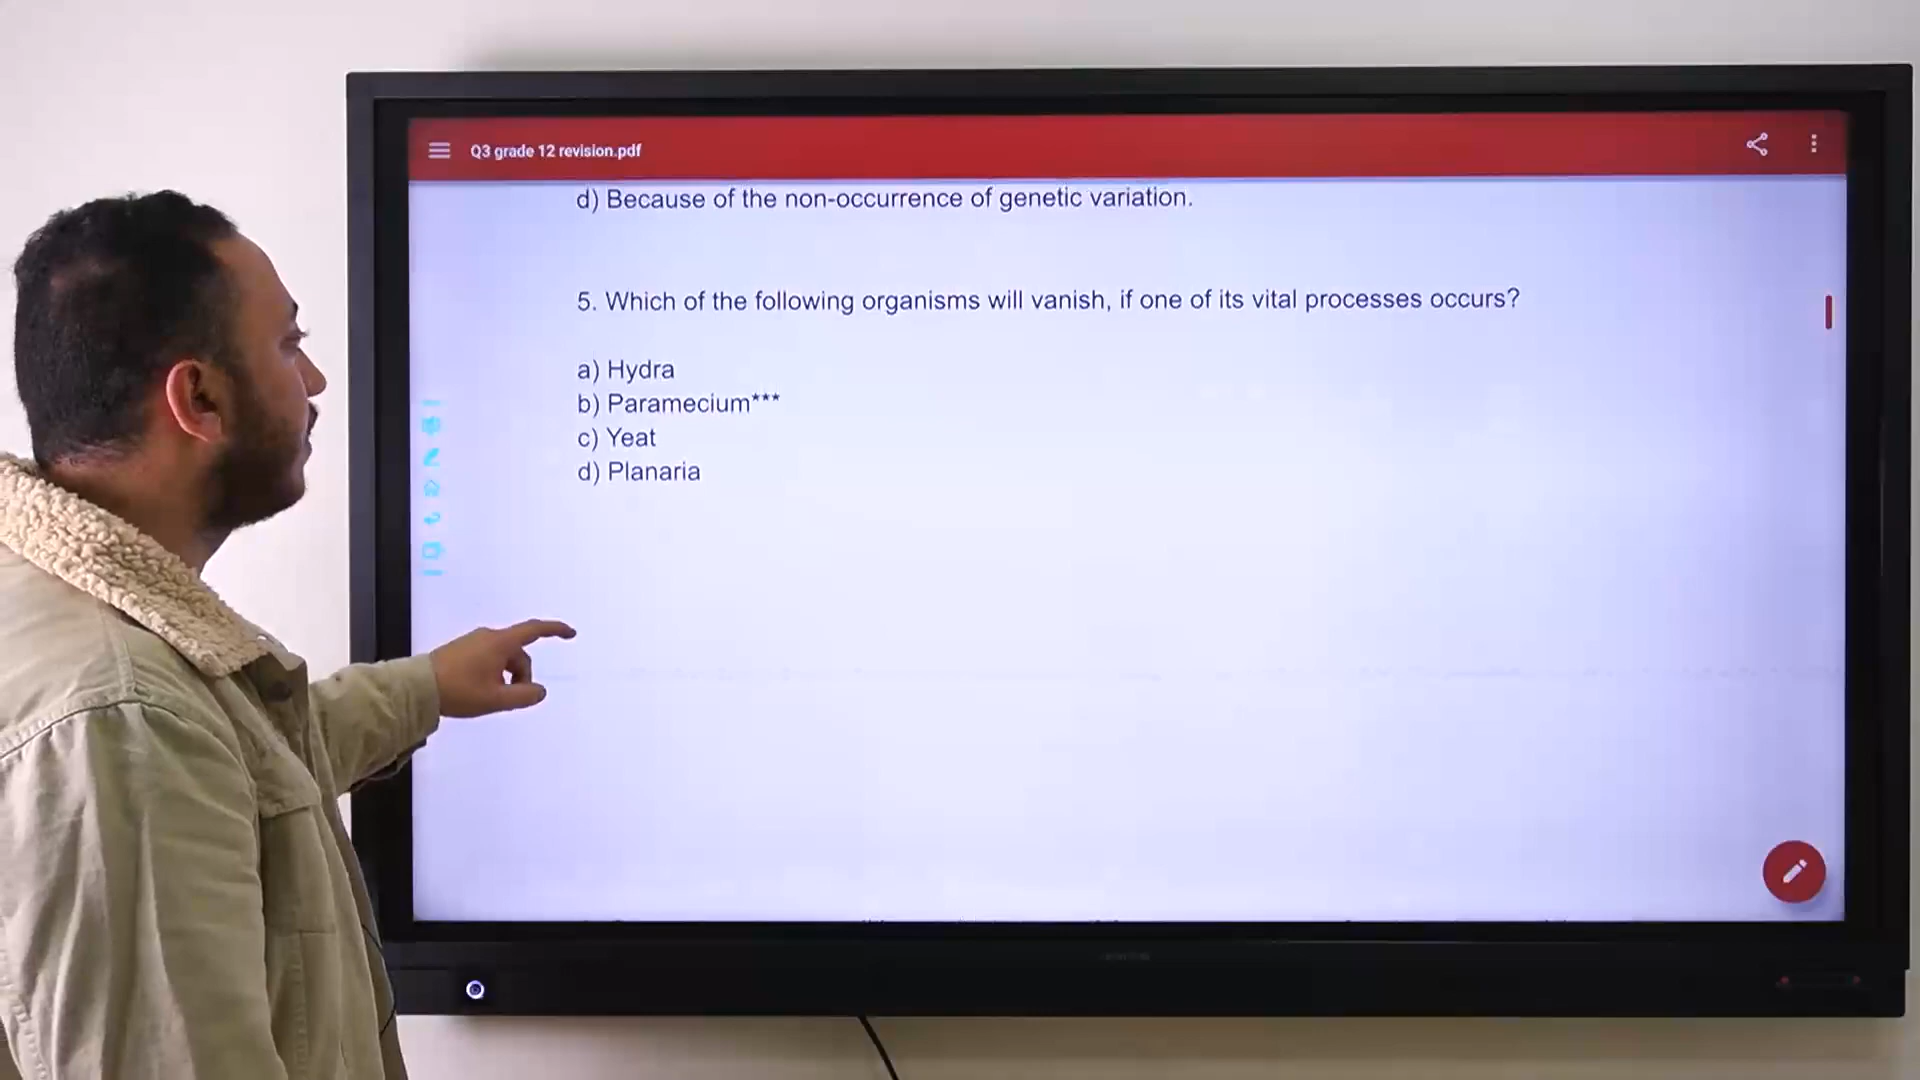 Q3 grade 12 revision.pdf
d) Because of the non-occurrence of genetic variation.
5. Which of the following organisms will vanish, if one of its vital processes occurs?
a) Hydra
b) Paramecium***
c) Yeat
d) Planaria